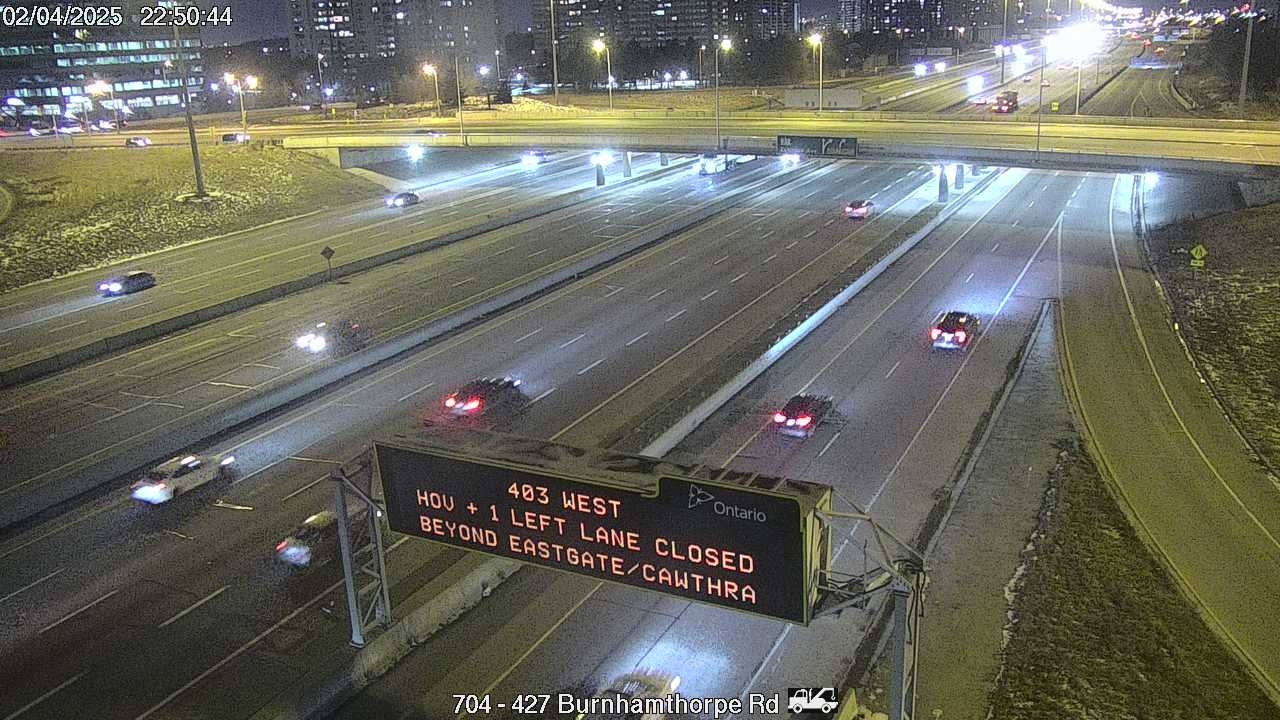 02/04/2025 22:50:44
403 WEST
HOV + 1 LEFT LANE CLOSED
BEYOND EASTGATE/CAWTHRA
Ontario
704 - 427 Burnhamthorpe Rd